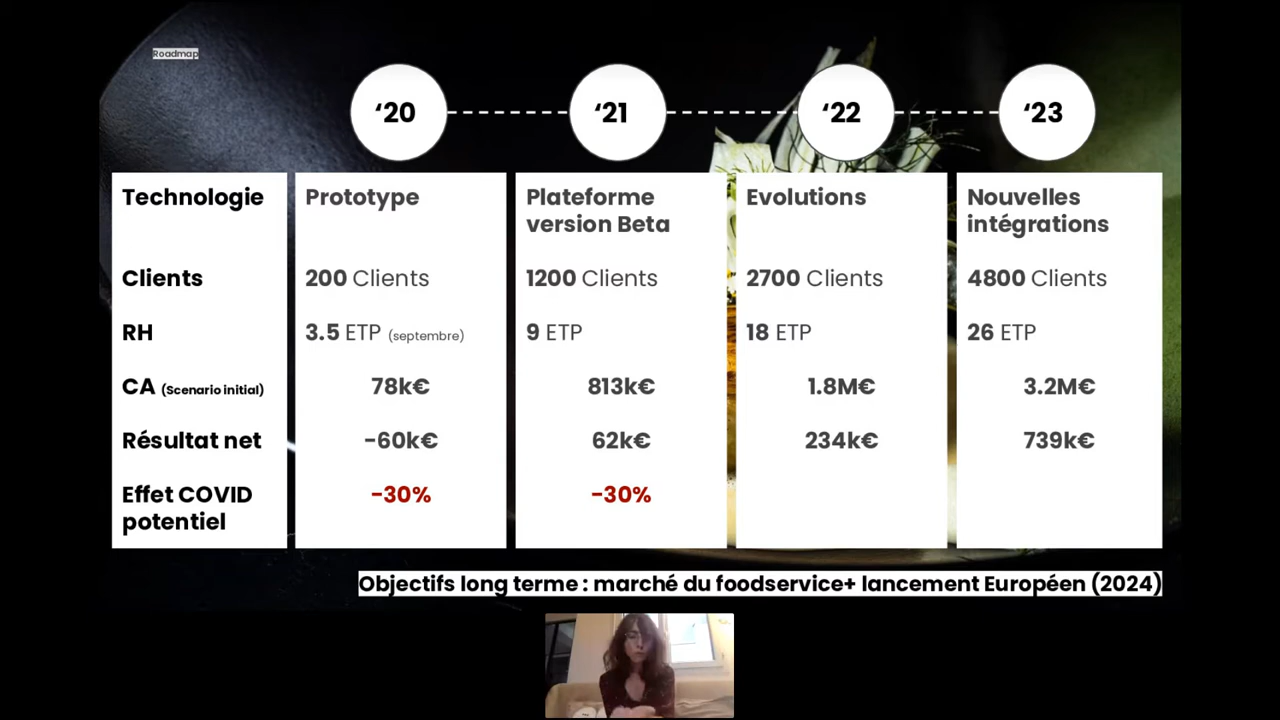 Roadmap
‘20
‘21
‘22
‘23
Technologie
Prototype
Plateforme
version Beta
Evolutions
Nouvelles
intégrations
Clients
200 Clients
1200 Clients
2700 Clients
4800 Clients
RH
3.5 ETP (septembre)
9 ETP
18 ETP
26 ETP
CA (Scenario initial)
78k€
813k€
1.8M€
3.2M€
Résultat net
-60k€
62k€
234k€
739k€
Effet COVID
potentiel
-30%
-30%
Objectifs long terme : marché du foodservice+ lancement Européen (2024)